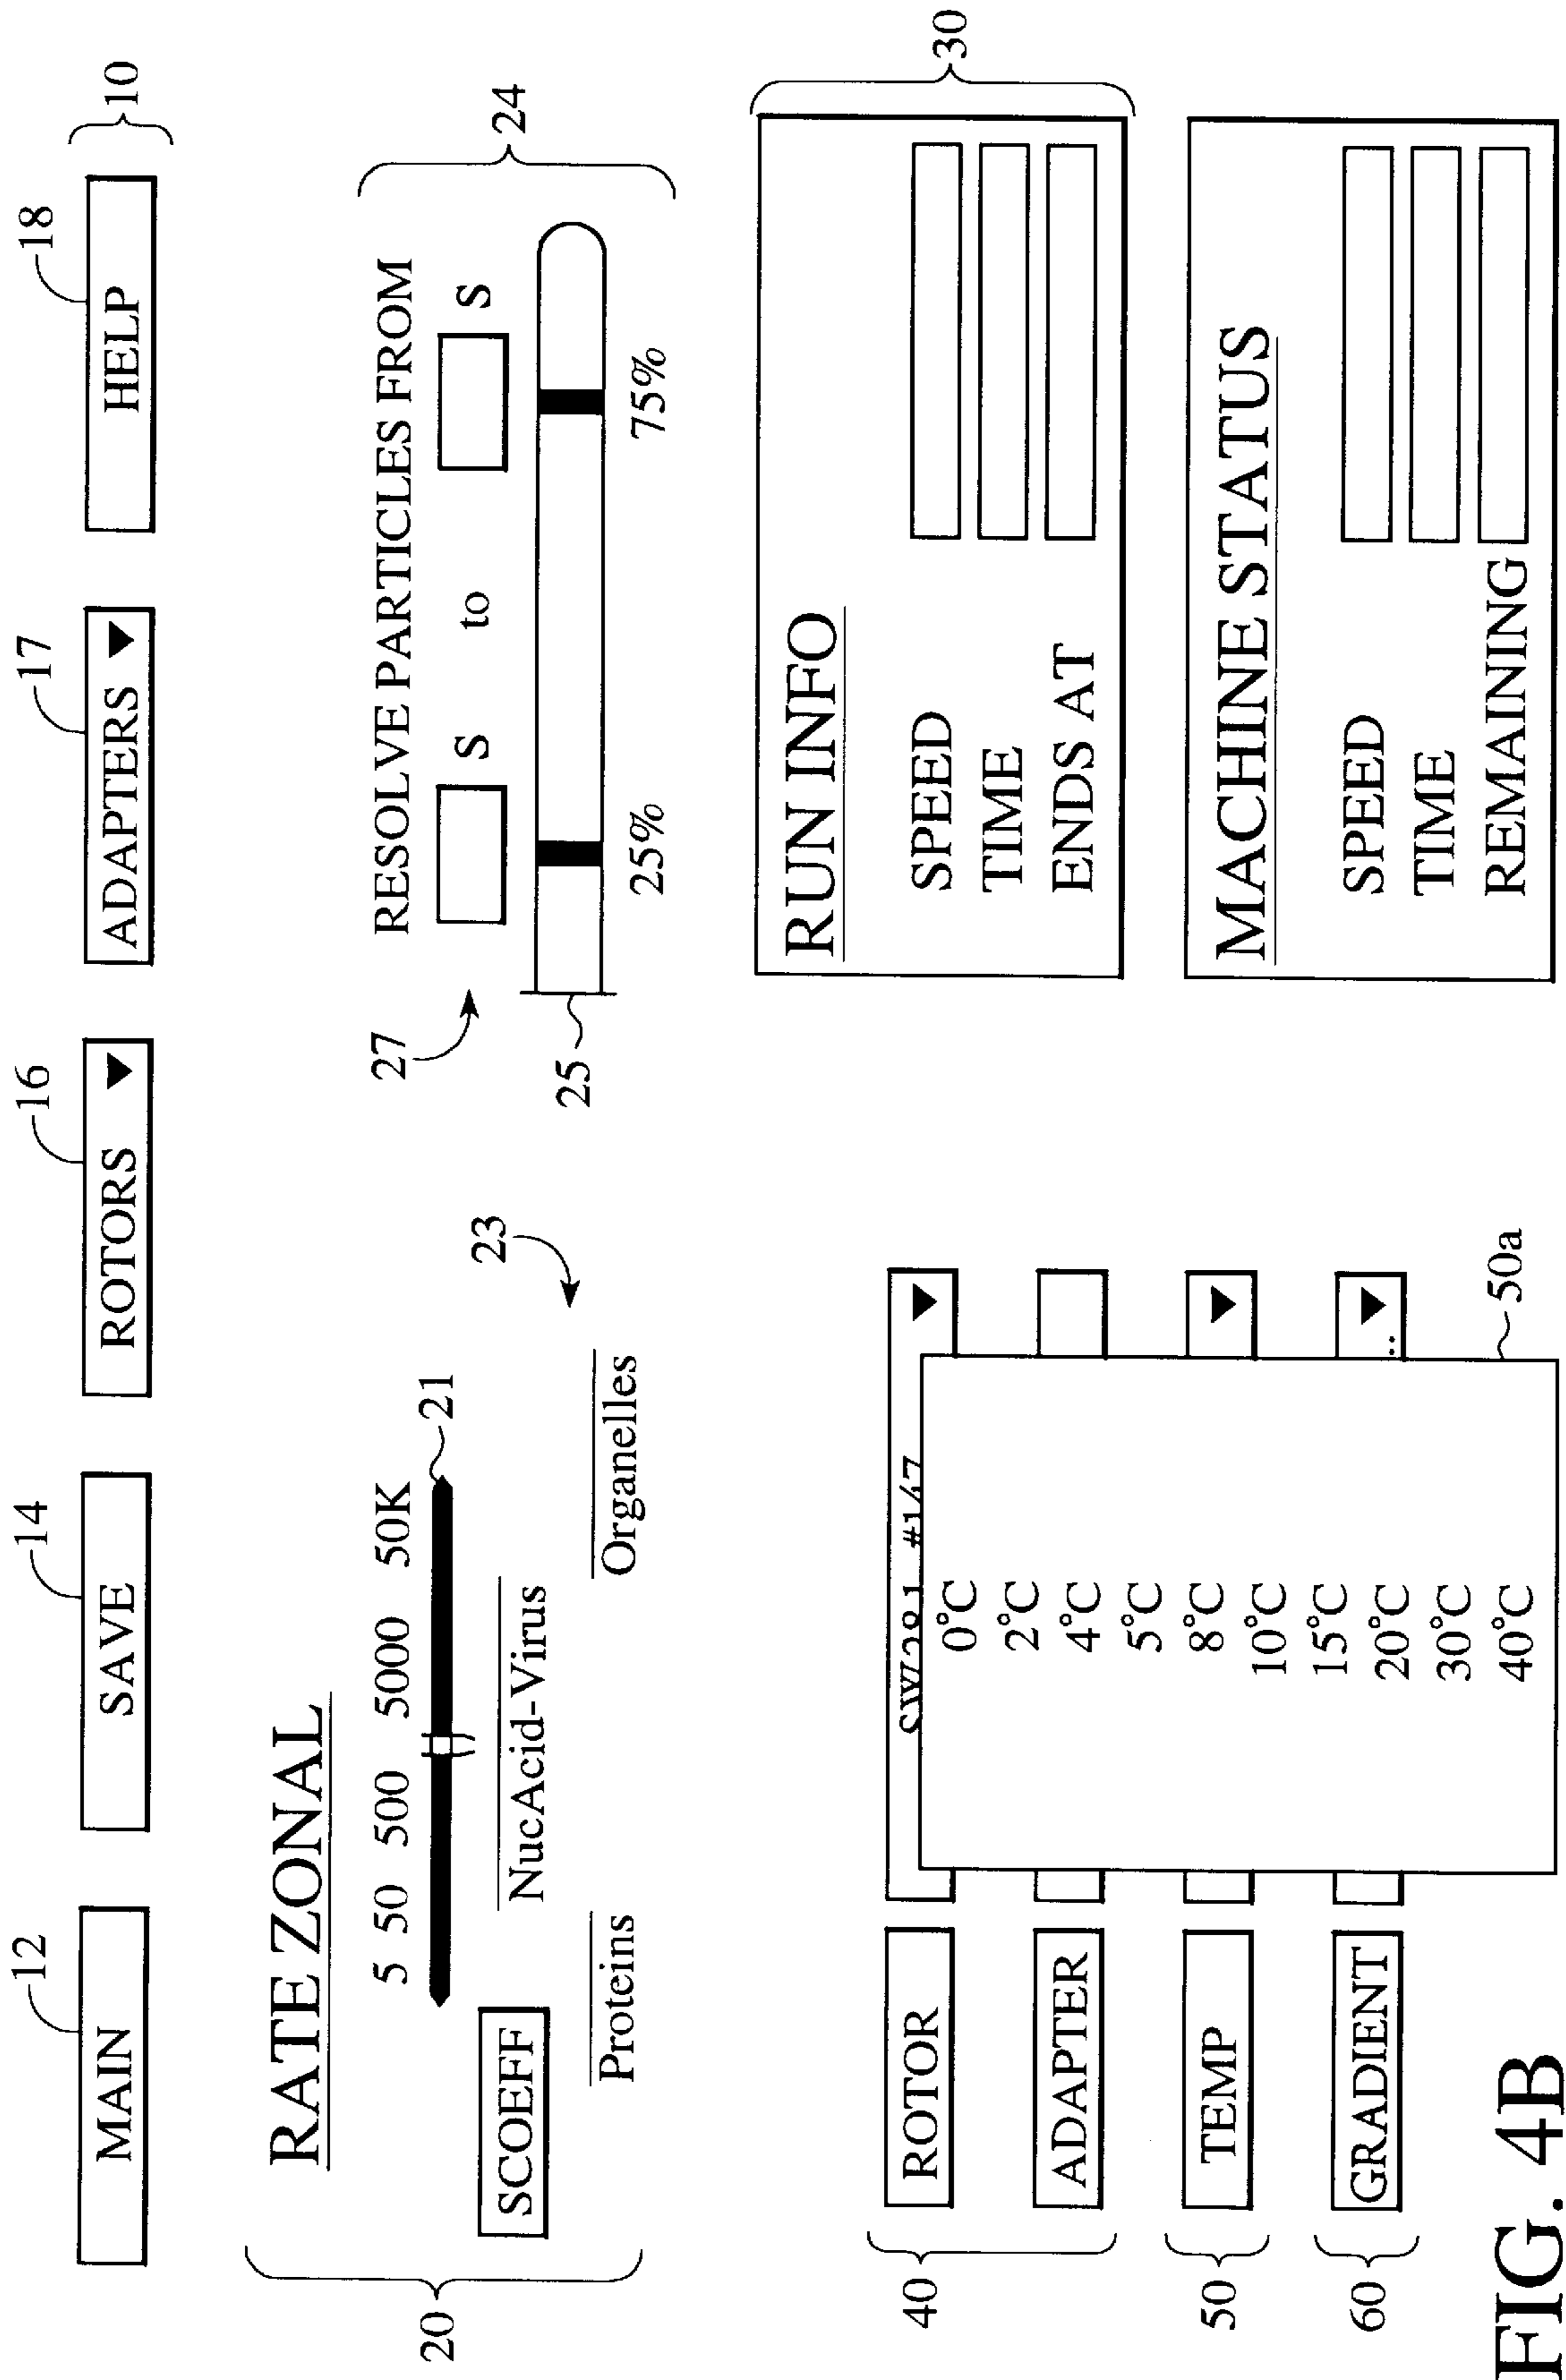 12 14 16 17 18
MAIN SAVE ROTORS ADAPTERS HELP 10
RATE ZONAL
5 50 500 5000 50K
21
SCOEFF
NucAcid-Virus
Proteins
Organelles
20
23
RESOLVE PARTICLES FROM
S to S
27
25
25% 75%
24
40
ROTOR
#147
ADAPTER
50
TEMP
60
GRADIENT
0°C
2°C
4°C
5°C
8°C
10°C
15°C
20°C
30°C
40°C
50a
RUN INFO
SPEED
TIME
ENDS AT
30
MACHINE STATUS
SPEED
TIME
REMAINING
FIG. 4B